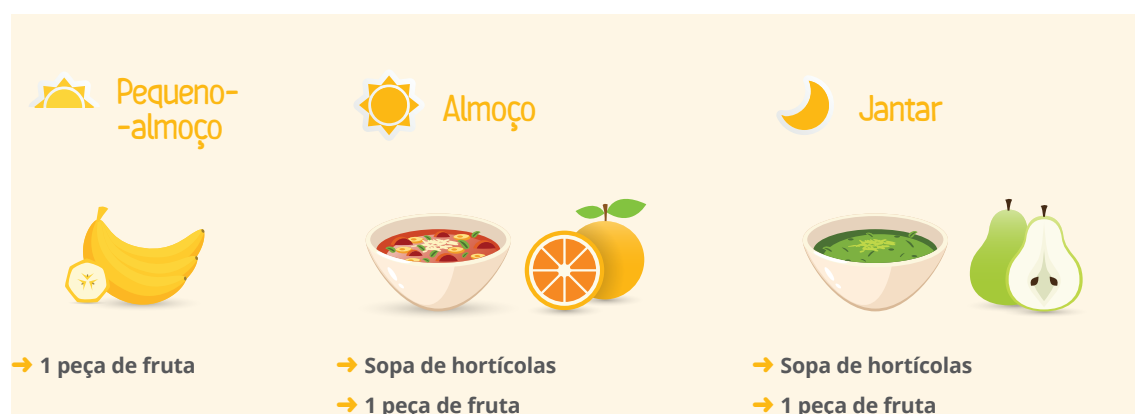 Pequeno-
-almoço
Almoço
Jantar
➜ 1 peça de fruta
➜ Sopa de hortícolas
➜ 1 peça de fruta
➜ Sopa de hortícolas
➜ 1 peça de fruta